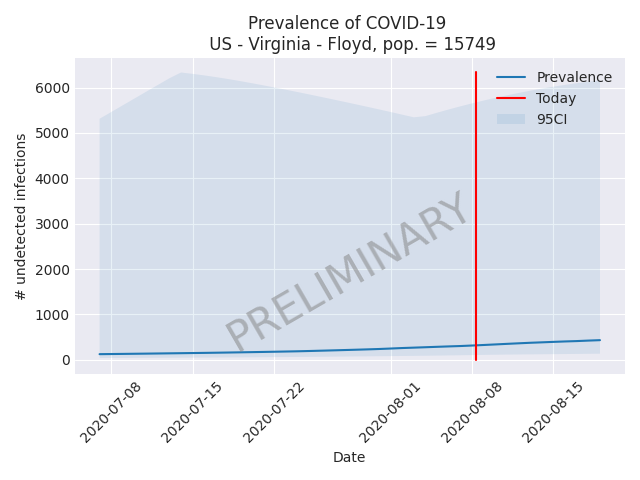 Prevalence of COVID-19
US - Virginia - Floyd, pop. = 15749
# undetected infections
6000
5000
4000
3000
2000
1000
0
Prevalence
Today
95CI
PRELIMINARY
2020-07-08
2020-07-15
2020-07-22
2020-08-01
2020-08-08
2020-08-15
Date